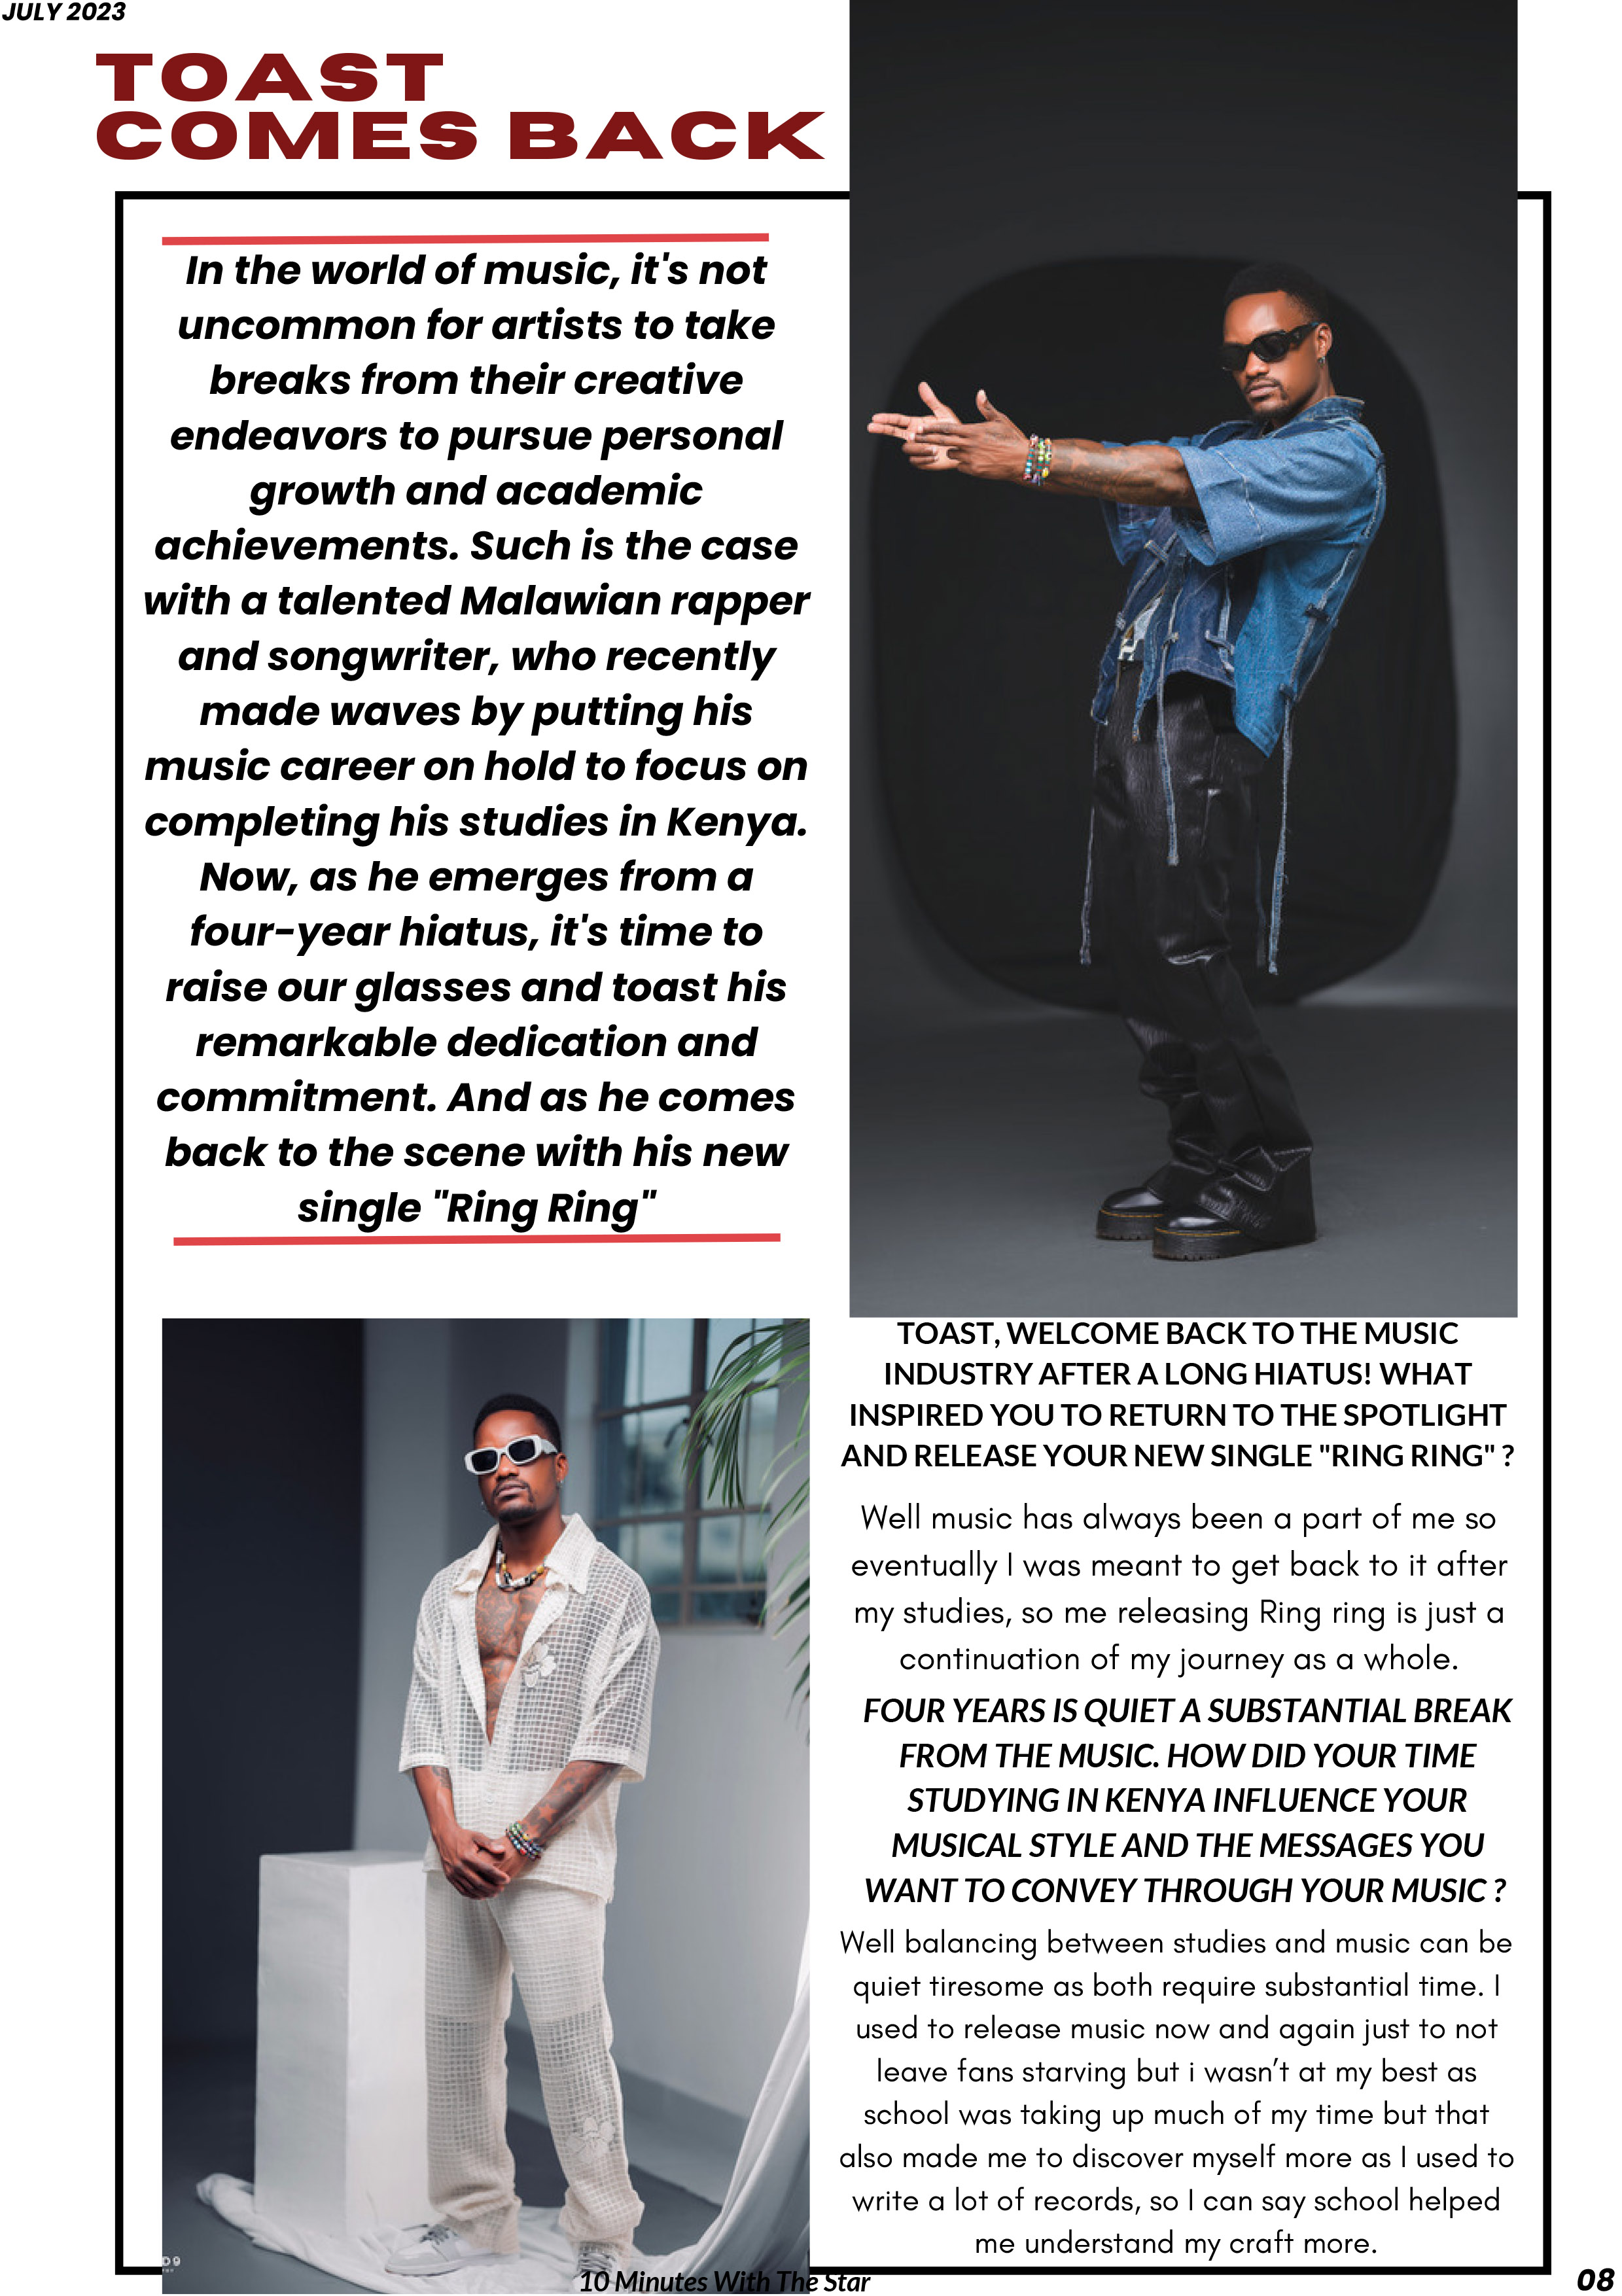 JULY 2023
TOAST
COMES BACK
In the world of music, it's not
uncommon for artists to take
breaks from their creative
endeavors to pursue personal
growth and academic
achievements. Such is the case
with a talented Malawian rapper
and songwriter, who recently
made waves by putting his
music career on hold to focus on
completing his studies in Kenya.
Now, as he emerges from a
four-year hiatus, it's time to
raise our glasses and toast his
remarkable dedication and
commitment. And as he comes
back to the scene with his new
single "Ring Ring"
TOAST, WELCOME BACK TO THE MUSIC
INDUSTRY AFTER A LONG HIATUS! WHAT
INSPIRED YOU TO RETURN TO THE SPOTLIGHT
AND RELEASE YOUR NEW SINGLE "RING RING" ?
Well music has always been a part of me so
eventually I was meant to get back to it after
my studies, so me releasing Ring ring is just a
continuation of my journey as a whole.
FOUR YEARS IS QUIET A SUBSTANTIAL BREAK
FROM THE MUSIC. HOW DID YOUR TIME
STUDYING IN KENYA INFLUENCE YOUR
MUSICAL STYLE AND THE MESSAGES YOU
WANT TO CONVEY THROUGH YOUR MUSIC ?
Well balancing between studies and music can be
quiet tiresome as both require substantial time. I
used to release music now and again just to not
leave fans starving but i wasn’t at my best as
school was taking up much of my time but that
also made me to discover myself more as I used to
write a lot of records, so I can say school helped
me understand my craft more.
10 Minutes With The Star
08